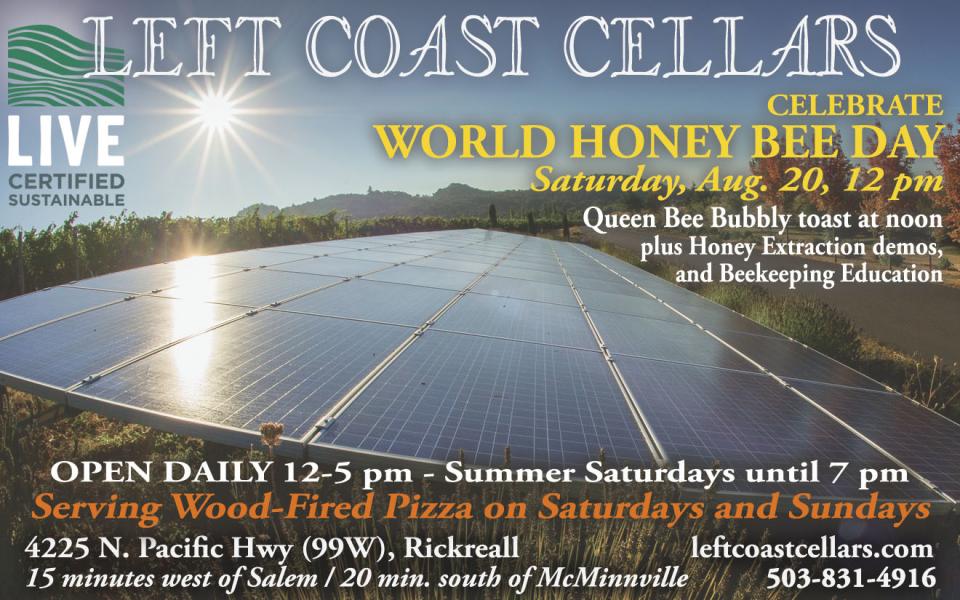 LEFT COAST CELLARS
LIVE
CERTIFIED
SUSTAINABLE
CELEBRATE
WORLD HONEY BEE DAY
Saturday, Aug. 20, 12 pm
Queen Bee Bubbly toast at noon
plus Honey Extraction demos,
and Beekeeping Education
OPEN DAILY 12-5 pm - Summer Saturdays until 7 pm
Serving Wood-Fired Pizza on Saturdays and Sundays
4225 N. Pacific Hwy (99W), Rickreall
leftcoastcellars.com
15 minutes west of Salem / 20 min. south of McMinnville
503-831-4916